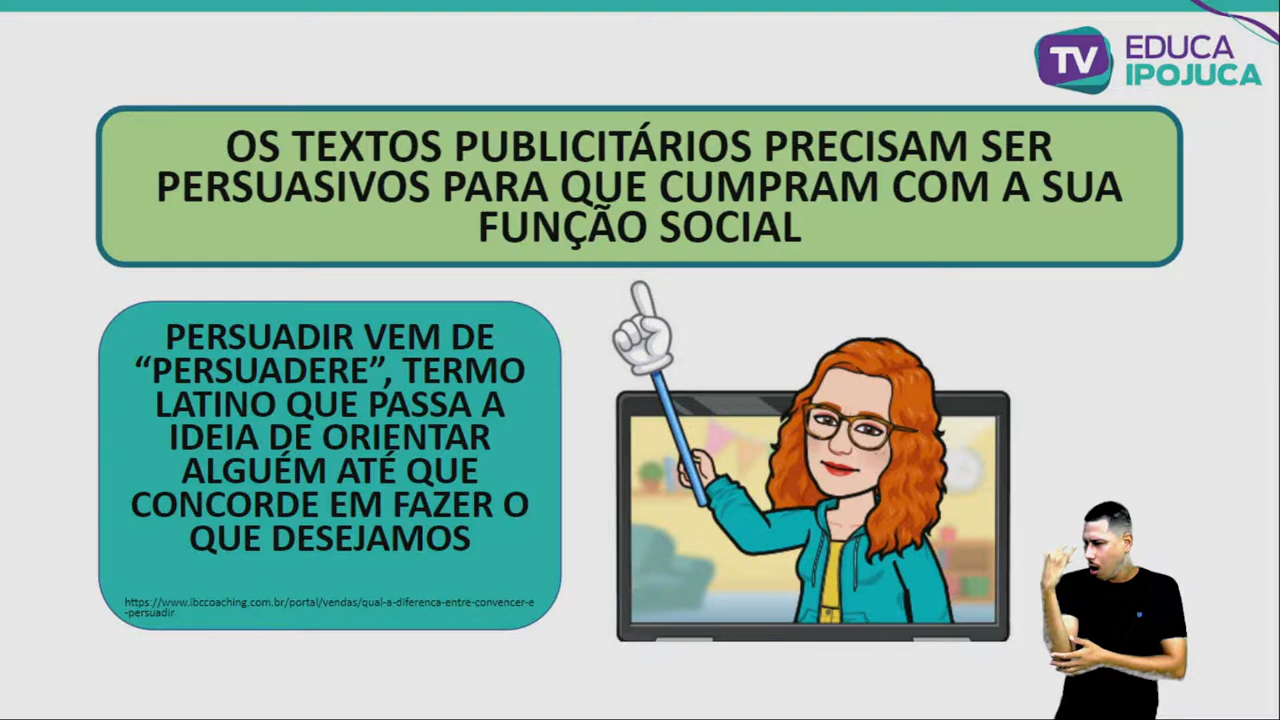 TV EDUCA
IPOJUCA
OS TEXTOS PUBLICITÁRIOS PRECISAM SER
PERSUASIVOS PARA QUE CUMPRAM COM A SUA
FUNÇÃO SOCIAL
PERSUADIR VEM DE
“PERSUADERE”, TERMO
LATINO QUE PASSA A
IDEIA DE ORIENTAR
ALGUÉM ATÉ QUE
CONCORDE EM FAZER O
QUE DESEJAMOS
https://www.ibccoaching.com.br/portal/vendas/qual-a-diferenca-entre-convencer-e
-persuadir